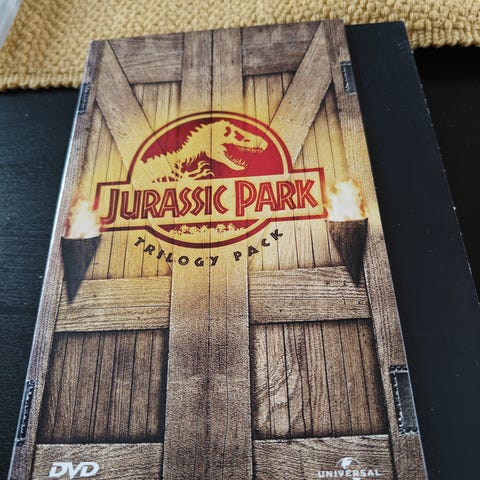 JURASSIC PARK
TRILOGY PACK
DVD
UNIVERSAL